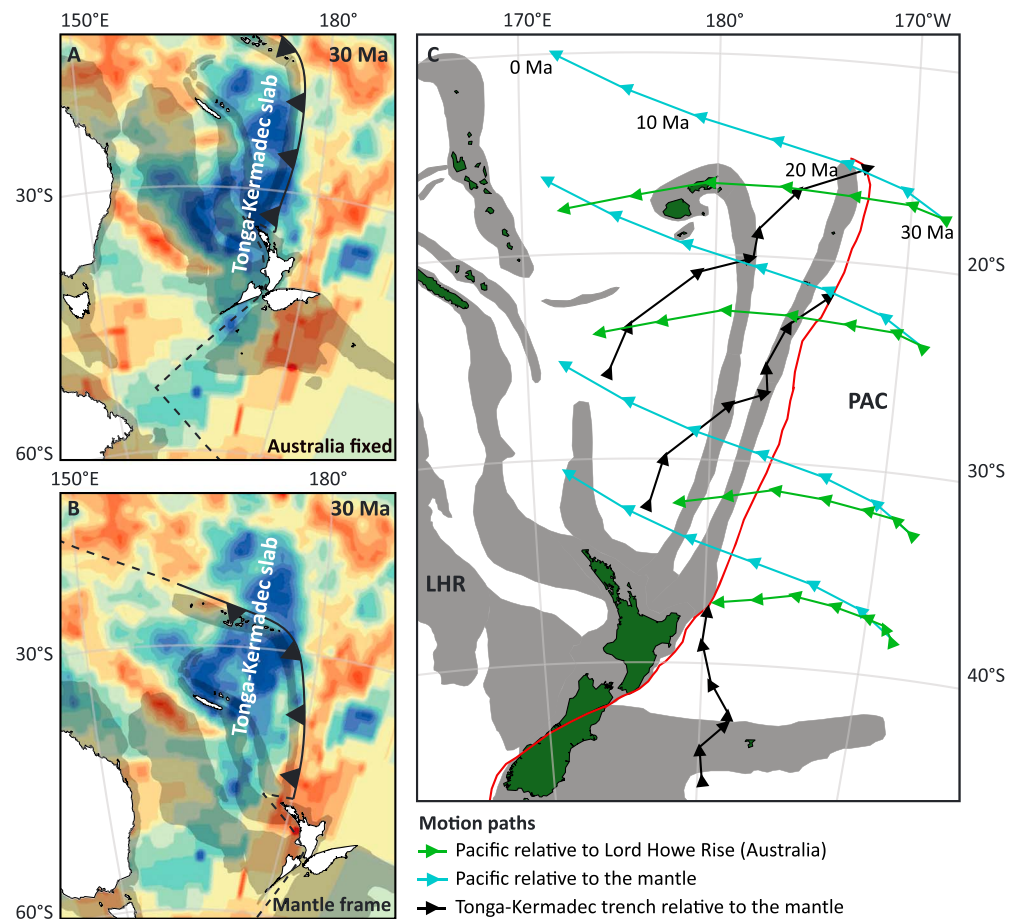 150°E
180°
A
30 Ma
Tonga-Kermadec slab
30°S
Australia fixed
60°S
150°E
180°
B
30 Ma
Tonga-Kermadec slab
30°S
Mantle frame
60°S
170°E
180°
170°W
C
0 Ma
10 Ma
20 Ma
30 Ma
20°S
PAC
30°S
LHR
40°S
Motion paths
Pacific relative to Lord Howe Rise (Australia)
Pacific relative to the mantle
Tonga-Kermadec trench relative to the mantle